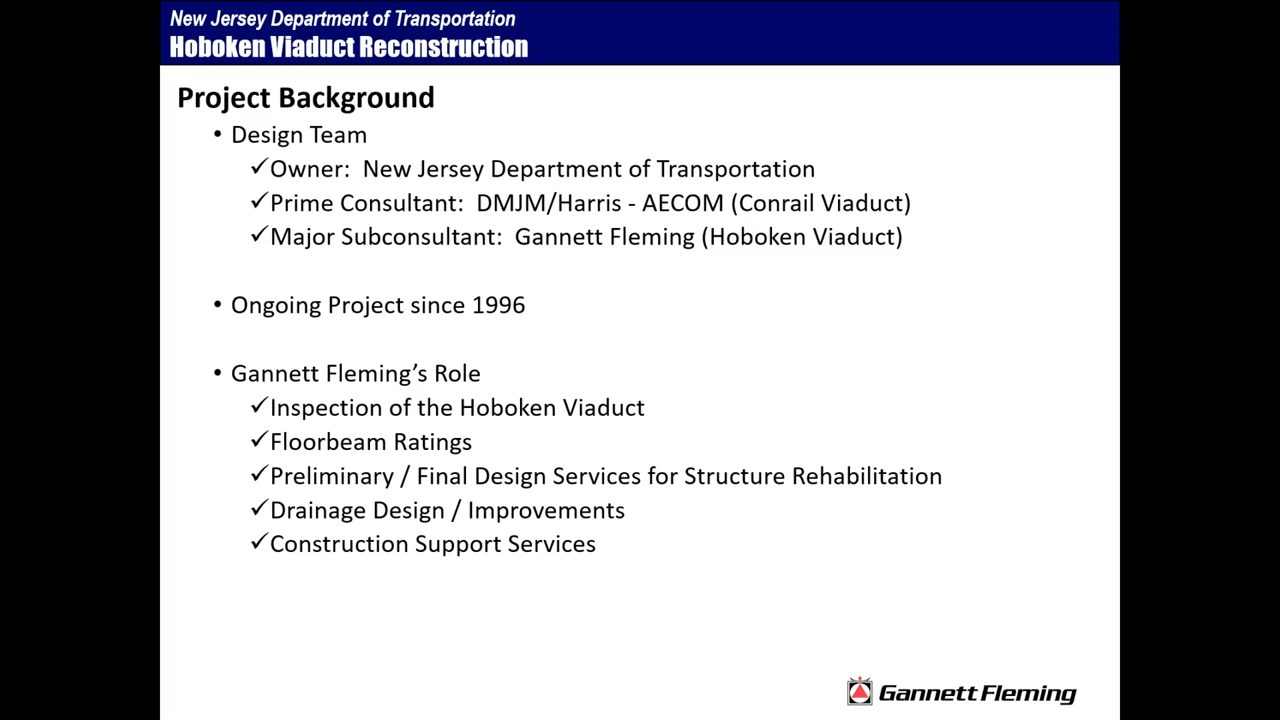 New Jersey Department of Transportation
Hoboken Viaduct Reconstruction
Project Background
• Design Team
✓Owner: New Jersey Department of Transportation
✓Prime Consultant: DMJM/Harris - AECOM (Conrail Viaduct)
✓Major Subconsultant: Gannett Fleming (Hoboken Viaduct)
• Ongoing Project since 1996
• Gannett Fleming’s Role
✓Inspection of the Hoboken Viaduct
✓Floorbeam Ratings
✓Preliminary / Final Design Services for Structure Rehabilitation
✓Drainage Design / Improvements
✓Construction Support Services
Gannett Fleming